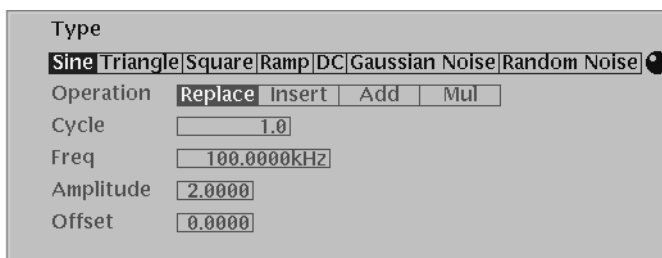 Type
Sine Triangle Square Ramp DC Gaussian Noise Random Noise
Operation Replace Insert Add Mul
Cycle 1.0
Freq 100.0000kHz
Amplitude 2.0000
Offset 0.0000